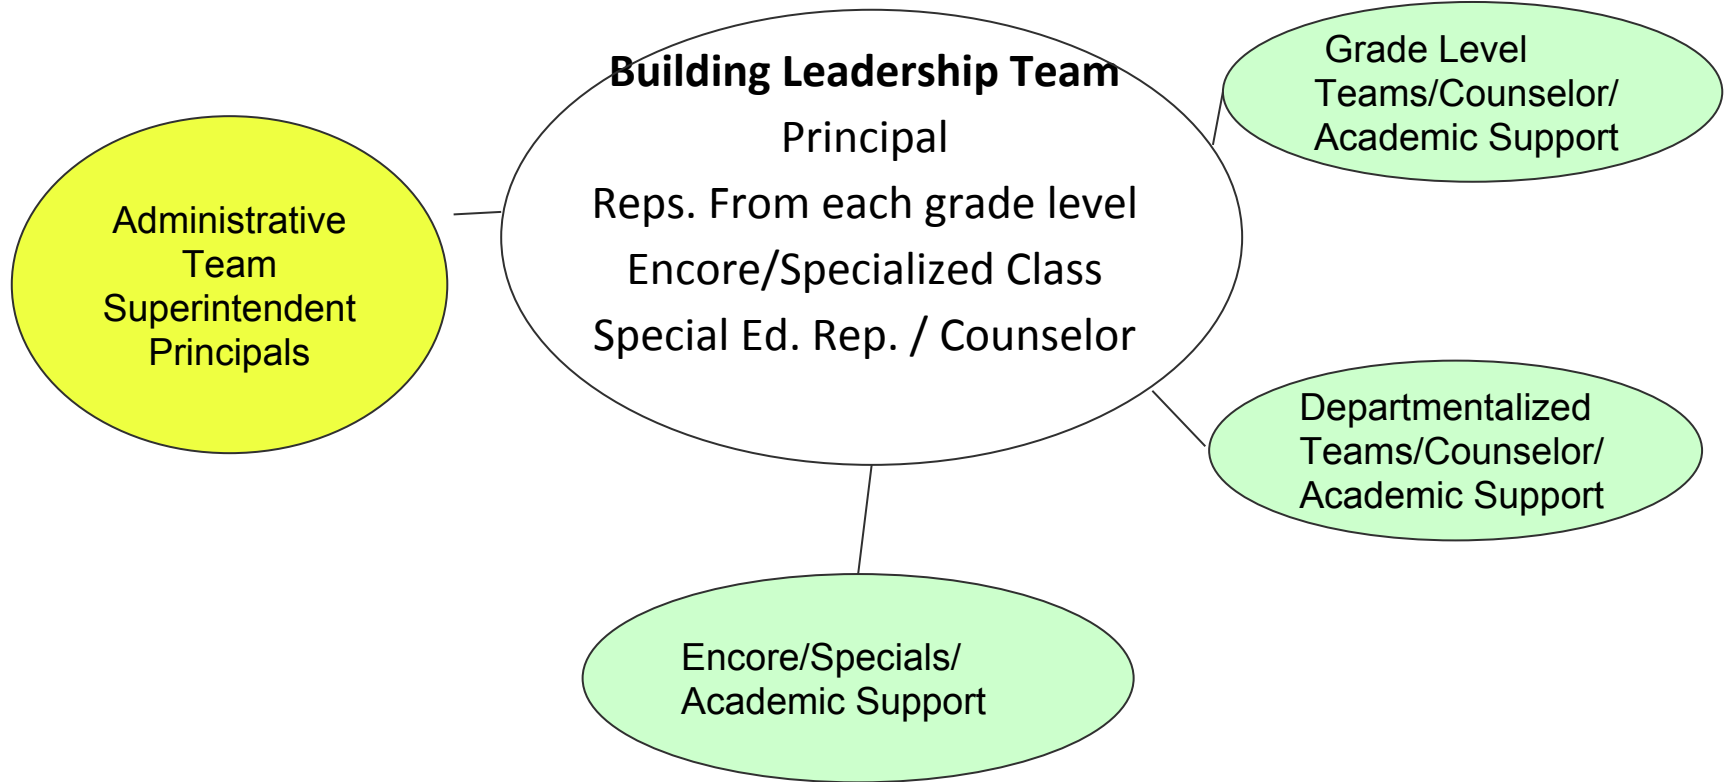 Building Leadership Team
Principal
Reps. From each grade level
Encore/Specialized Class
Special Ed. Rep. / Counselor
Administrative
Team
Superintendent
Principals
Grade Level
Teams/Counselor/
Academic Support
Departmentalized
Teams/Counselor/
Academic Support
Encore/Specials/
Academic Support